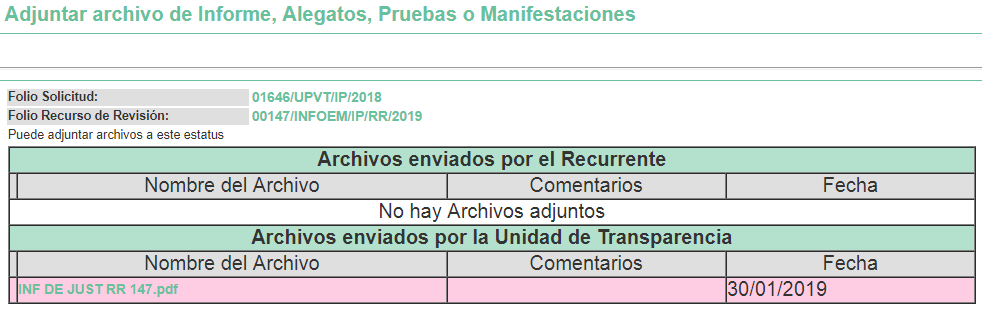 Adjuntar archivo de Informe, Alegatos, Pruebas o Manifestaciones
Folio Solicitud: 01646/UPVT/IP/2018
Folio Recurso de Revisión: 00147/INFOEM/IP/RR/2019
Puede adjuntar archivos a este estatus
Archivos enviados por el Recurrente
Nombre del Archivo Comentarios Fecha
No hay Archivos adjuntos
Archivos enviados por la Unidad de Transparencia
Nombre del Archivo Comentarios Fecha
INF DE JUST RR 147.pdf 30/01/2019